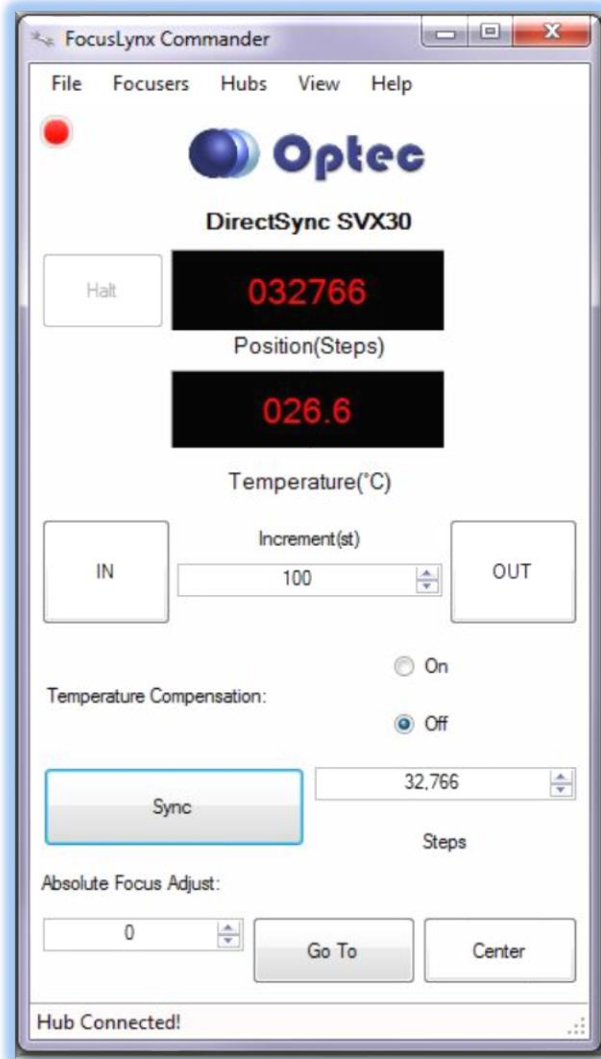 FocusLynx Commander
File Focusers Hubs View Help
Optec
DirectSync SVX30
Halt
032766
Position(Steps)
026.6
Temperature(°C)
IN
Increment(st)
100
OUT
On
Temperature Compensation:
Off
Sync
32,766
Steps
Absolute Focus Adjust:
0
Go To
Center
Hub Connected!